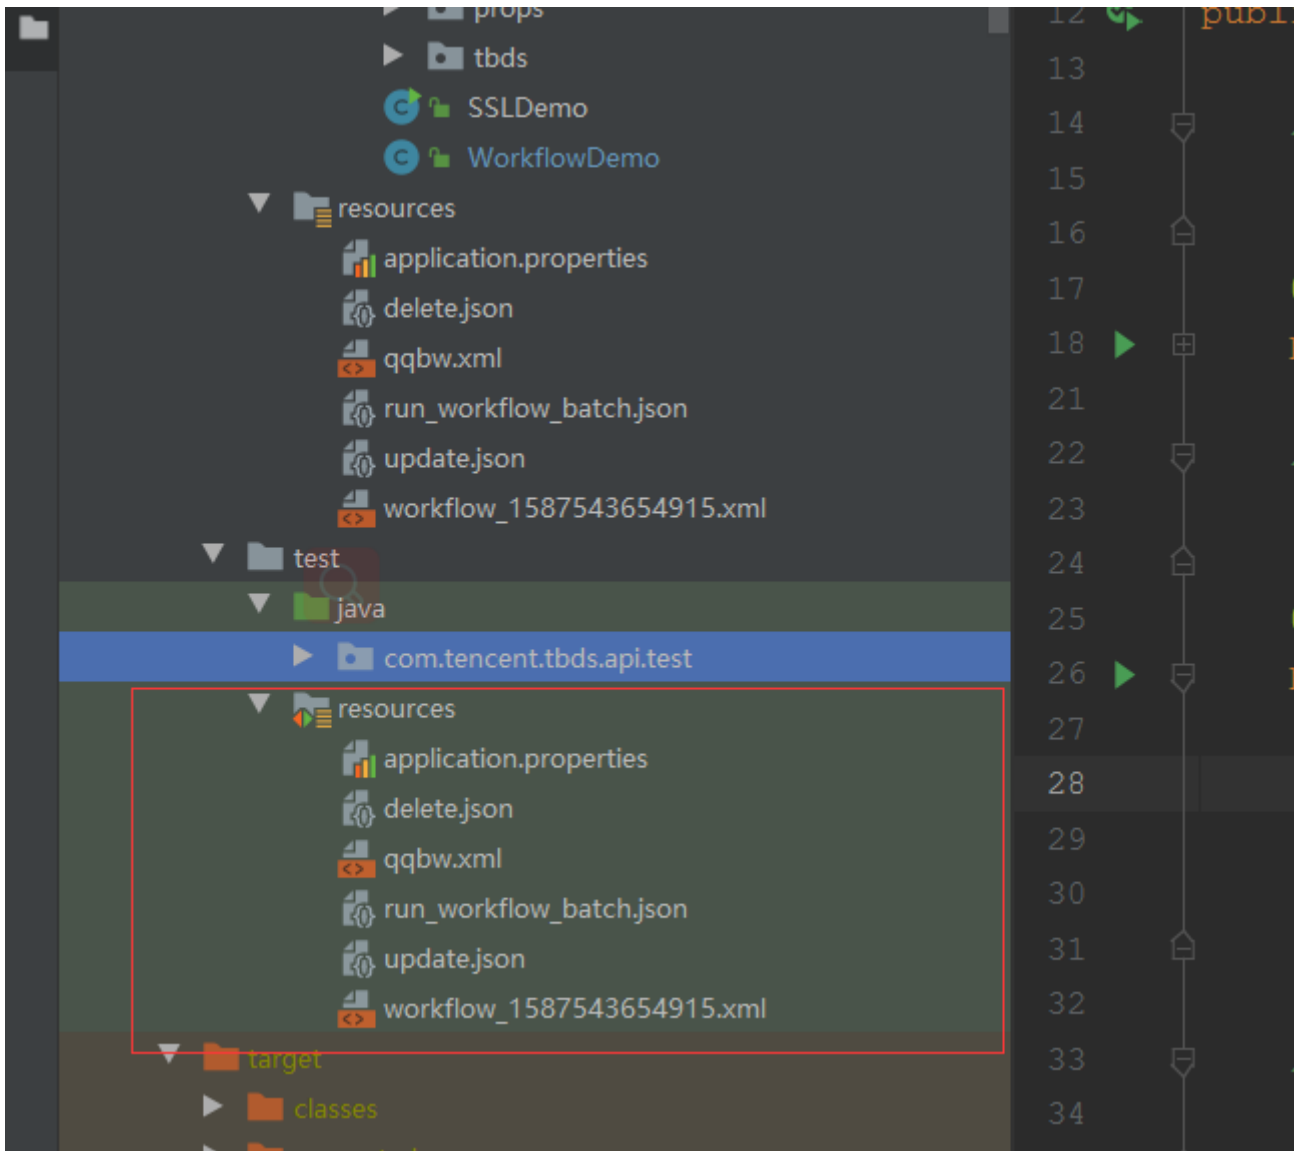 props
tbds
SSLDemo
WorkflowDemo
resources
application.properties
delete.json
qqbw.xml
run_workflow_batch.json
update.json
workflow_1587543654915.xml
test
java
com.tencent.tbds.api.test
resources
application.properties
delete.json
qqbw.xml
run_workflow_batch.json
update.json
workflow_1587543654915.xml
target
classes
12 publ
13
14
15
16
17
18
21
22
23
24
25
26
27
28
29
30
31
32
33
34